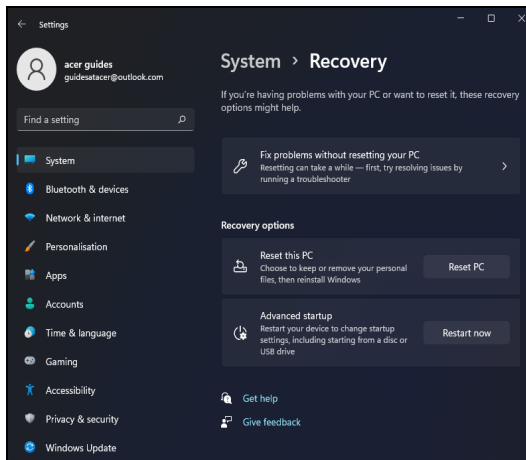 Settings
acer guides
guidesatacer@outlook.com
Find a setting
System
Bluetooth & devices
Network & internet
Personalisation
Apps
Accounts
Time & language
Gaming
Accessibility
Privacy & security
Windows Update
System > Recovery
If you're having problems with your PC or want to reset it, these recovery
options might help.
Fix problems without resetting your PC
Resetting can take a while — first, try resolving issues by
running a troubleshooter
Recovery options
Reset this PC
Choose to keep or remove your personal
files, then reinstall Windows
Reset PC
Advanced startup
Restart your device to change startup
settings, including starting from a disc or
USB drive
Restart now
Get help
Give feedback